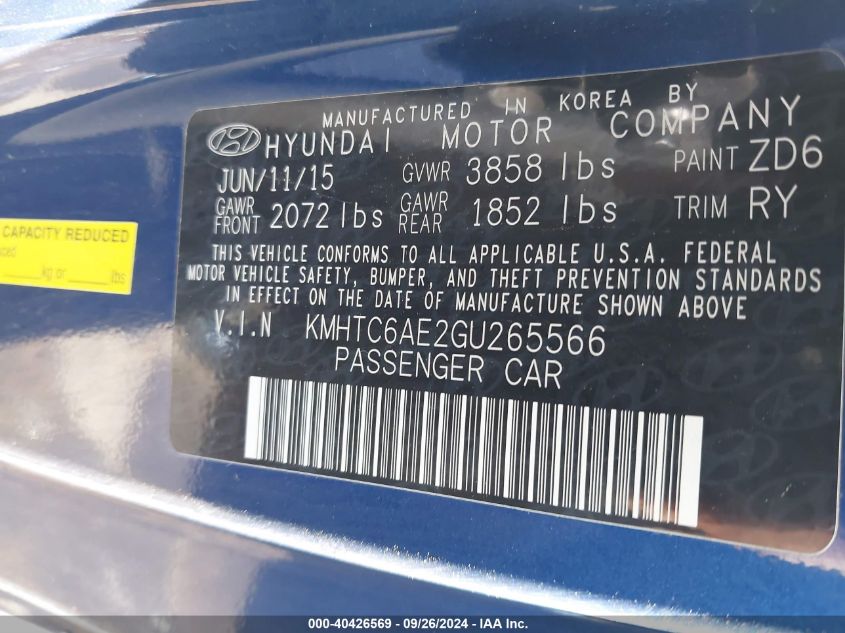 MANUFACTURED IN KOREA BY
HYUNDAI MOTOR COMPANY
JUN/11/15 GVWR 3858 lbs PAINT ZD6
GAWR FRONT 2072 lbs GAWR REAR 1852 lbs TRIM RY
THIS VEHICLE CONFORMS TO ALL APPLICABLE U.S.A. FEDERAL
MOTOR VEHICLE SAFETY, BUMPER, AND THEFT PREVENTION STANDARDS
IN EFFECT ON THE DATE OF MANUFACTURE SHOWN ABOVE
V.I.N KMHTC6AE2GU265566
PASSENGER CAR
CAPACITY REDUCED
kg or lbs
000-40426569 - 09/26/2024 - IAA Inc.